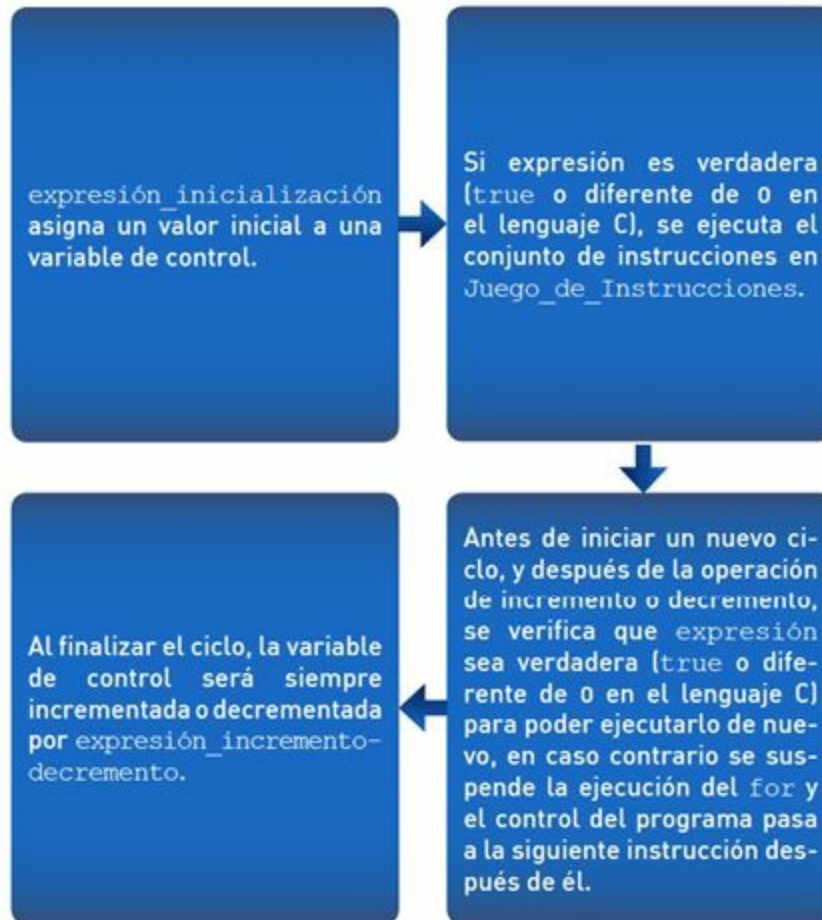 expresión_inicialización
asigna un valor inicial a una
variable de control.
Si expresión es verdadera
(true o diferente de 0 en
el lenguaje C), se ejecuta el
conjunto de instrucciones en
Juego_de_Instrucciones.
Antes de iniciar un nuevo ci-
clo, y después de la operación
de incremento o decremento,
se verifica que expresión
sea verdadera (true o dife-
rente de 0 en el lenguaje C)
para poder ejecutarlo de nue-
vo, en caso contrario se sus-
pende la ejecución del for y
el control del programa pasa
a la siguiente instrucción des-
pués de él.
Al finalizar el ciclo, la variable
de control será siempre
incrementada o decrementada
por expresión_incremento-
decremento.